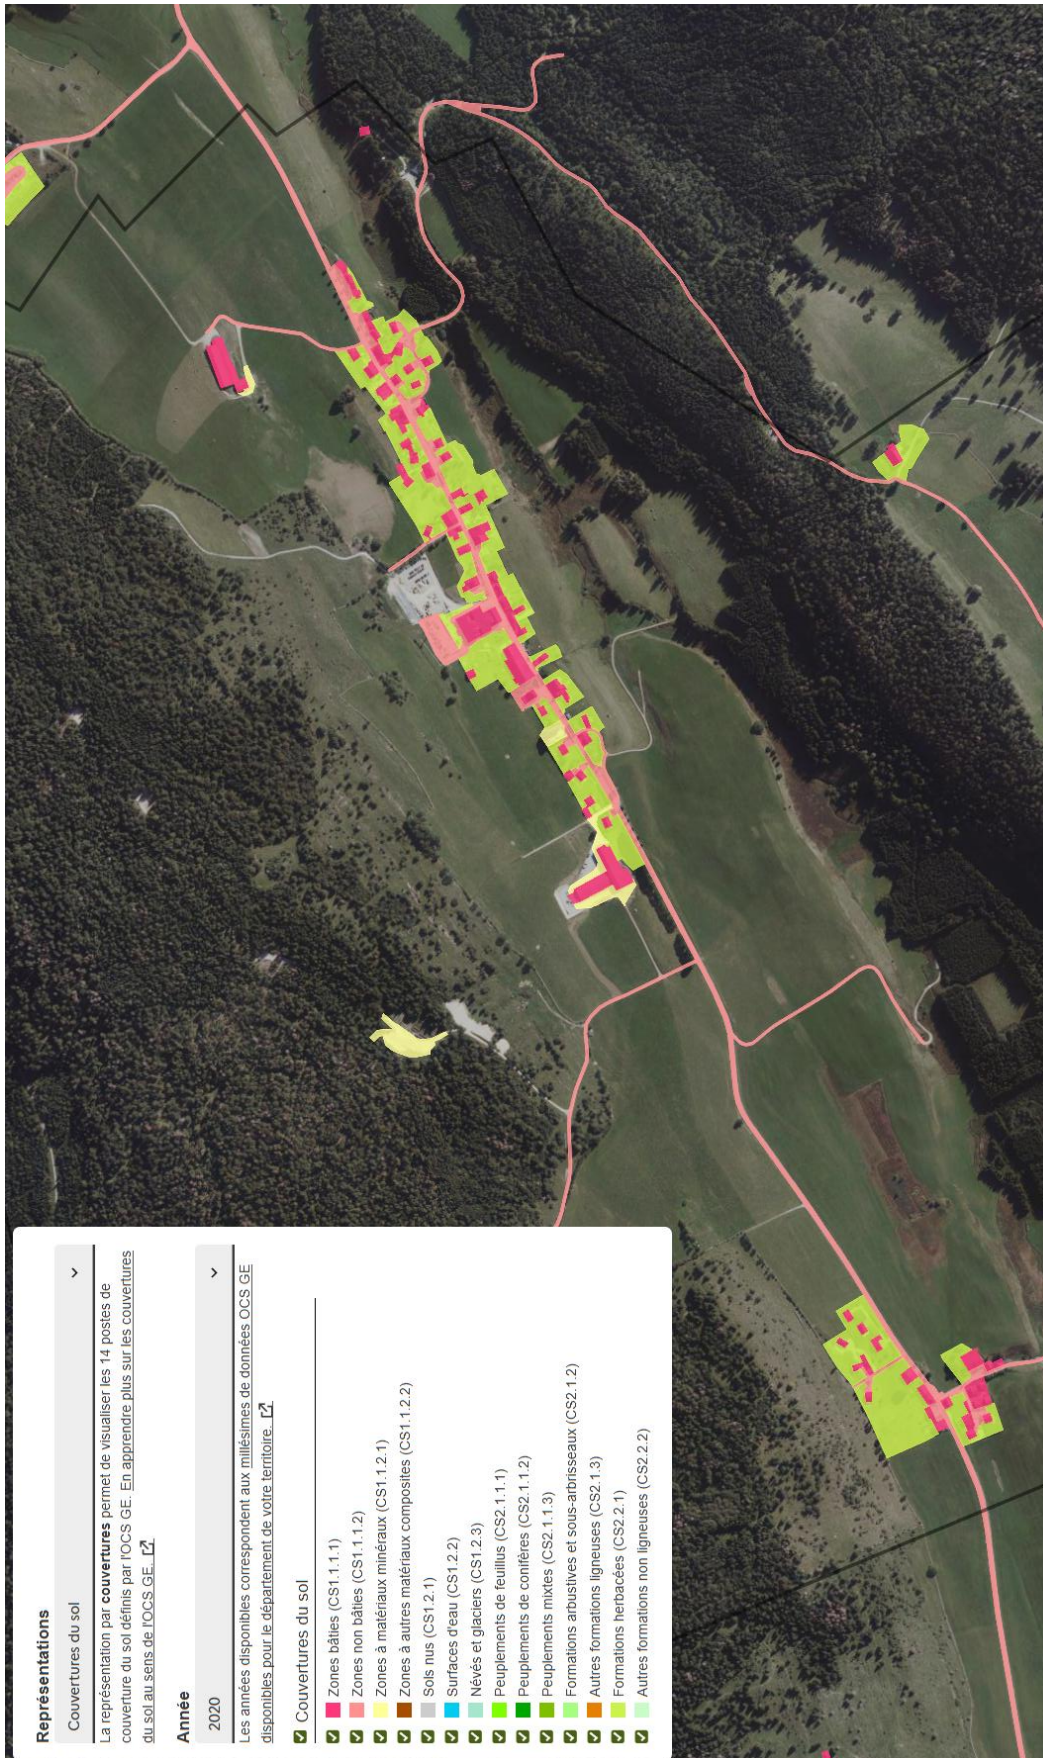 Représentations
Couvertures du sol
La représentation par couvertures permet de visualiser les 14 postes de
couverture du sol définis par l'OCS GE. En apprendre plus sur les couvertures
du sol au sens de l'OCS GE.
Année
2020
Les années disponibles correspondent aux millésimes de données OCS GE
disponibles pour le département de votre territoire.
Couvertures du sol
Zones bâties (CS1.1.1.1)
Zones non bâties (CS1.1.1.2)
Zones à matériaux minéraux (CS1.1.2.1)
Zones à autres matériaux composites (CS1.1.2.2)
Sols nus (CS1.2.1)
Surfaces d'eau (CS1.2.2)
Névés et glaciers (CS1.2.3)
Peuplements de feuillus (CS2.1.1.1)
Peuplements de conifères (CS2.1.1.2)
Peuplements mixtes (CS2.1.1.3)
Formations arbustives et sous-arbrisseaux (CS2.1.2)
Autres formations ligneuses (CS2.1.3)
Formations herbacées (CS2.2.1)
Autres formations non ligneuses (CS2.2.2)